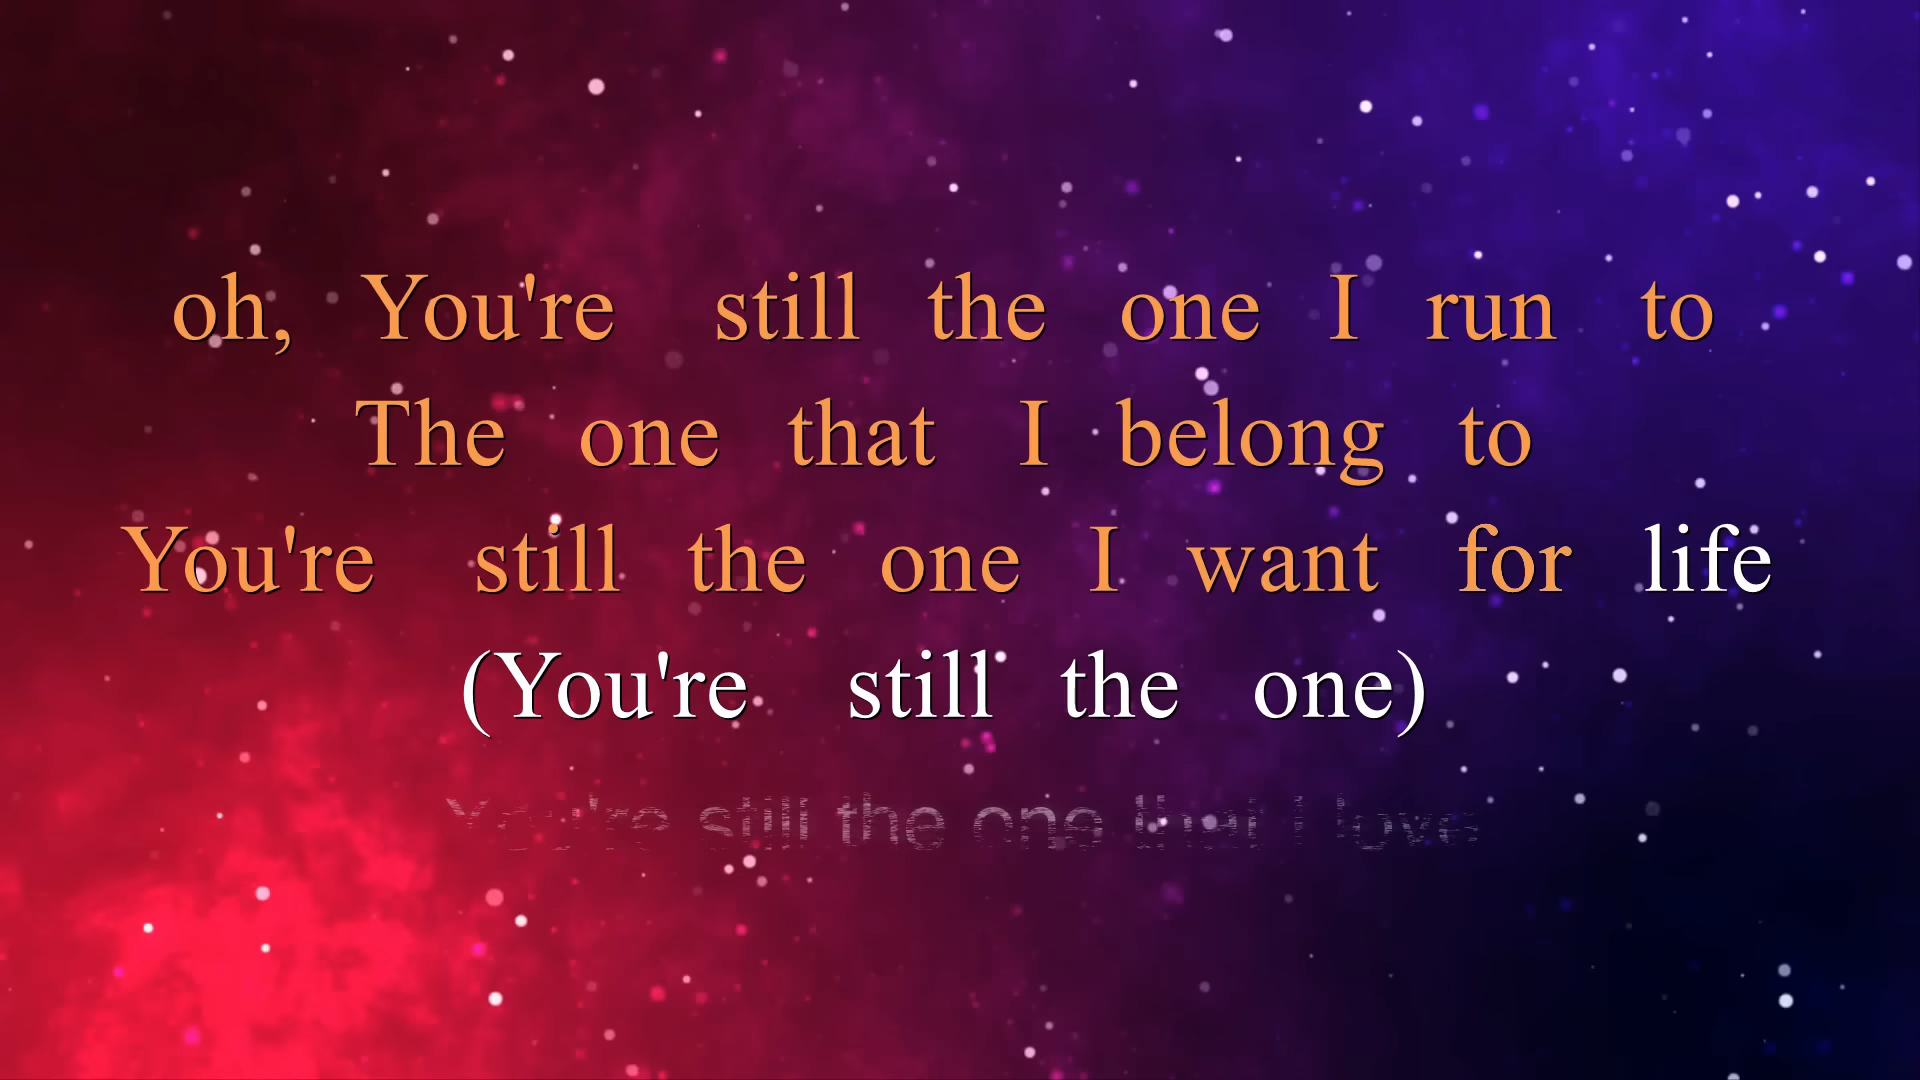 oh, You're still the one I run to
The one that I belong to
You're still the one I want for life
(You're still the one)
You're still the one that I love